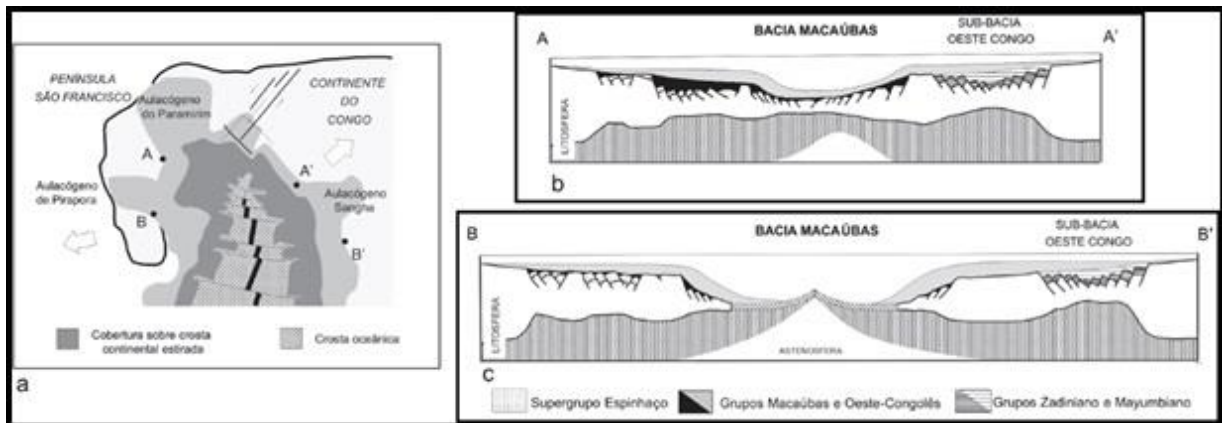 PENÍNSULA
SÃO FRANCISCO
Aulacógeno
do Paramirim
CONTINENTE
DO
CONGO
A
A'
Aulacógeno
de Pirapora
B
Aulacógeno
Sangha
B'
Cobertura sobre crosta
continental estirada
Crosta oceânica
a
A
BACIA MACAÚBAS
SUB-BACIA
OESTE CONGO
A'
LITOSFERA
b
B
BACIA MACAÚBAS
SUB-BACIA
OESTE CONGO
B'
LITOSFERA
ASTENOSFERA
c
Supergrupo Espinhaço
Grupos Macaúbas e Oeste-Congolês
Grupos Zadiniano e Mayumbiano